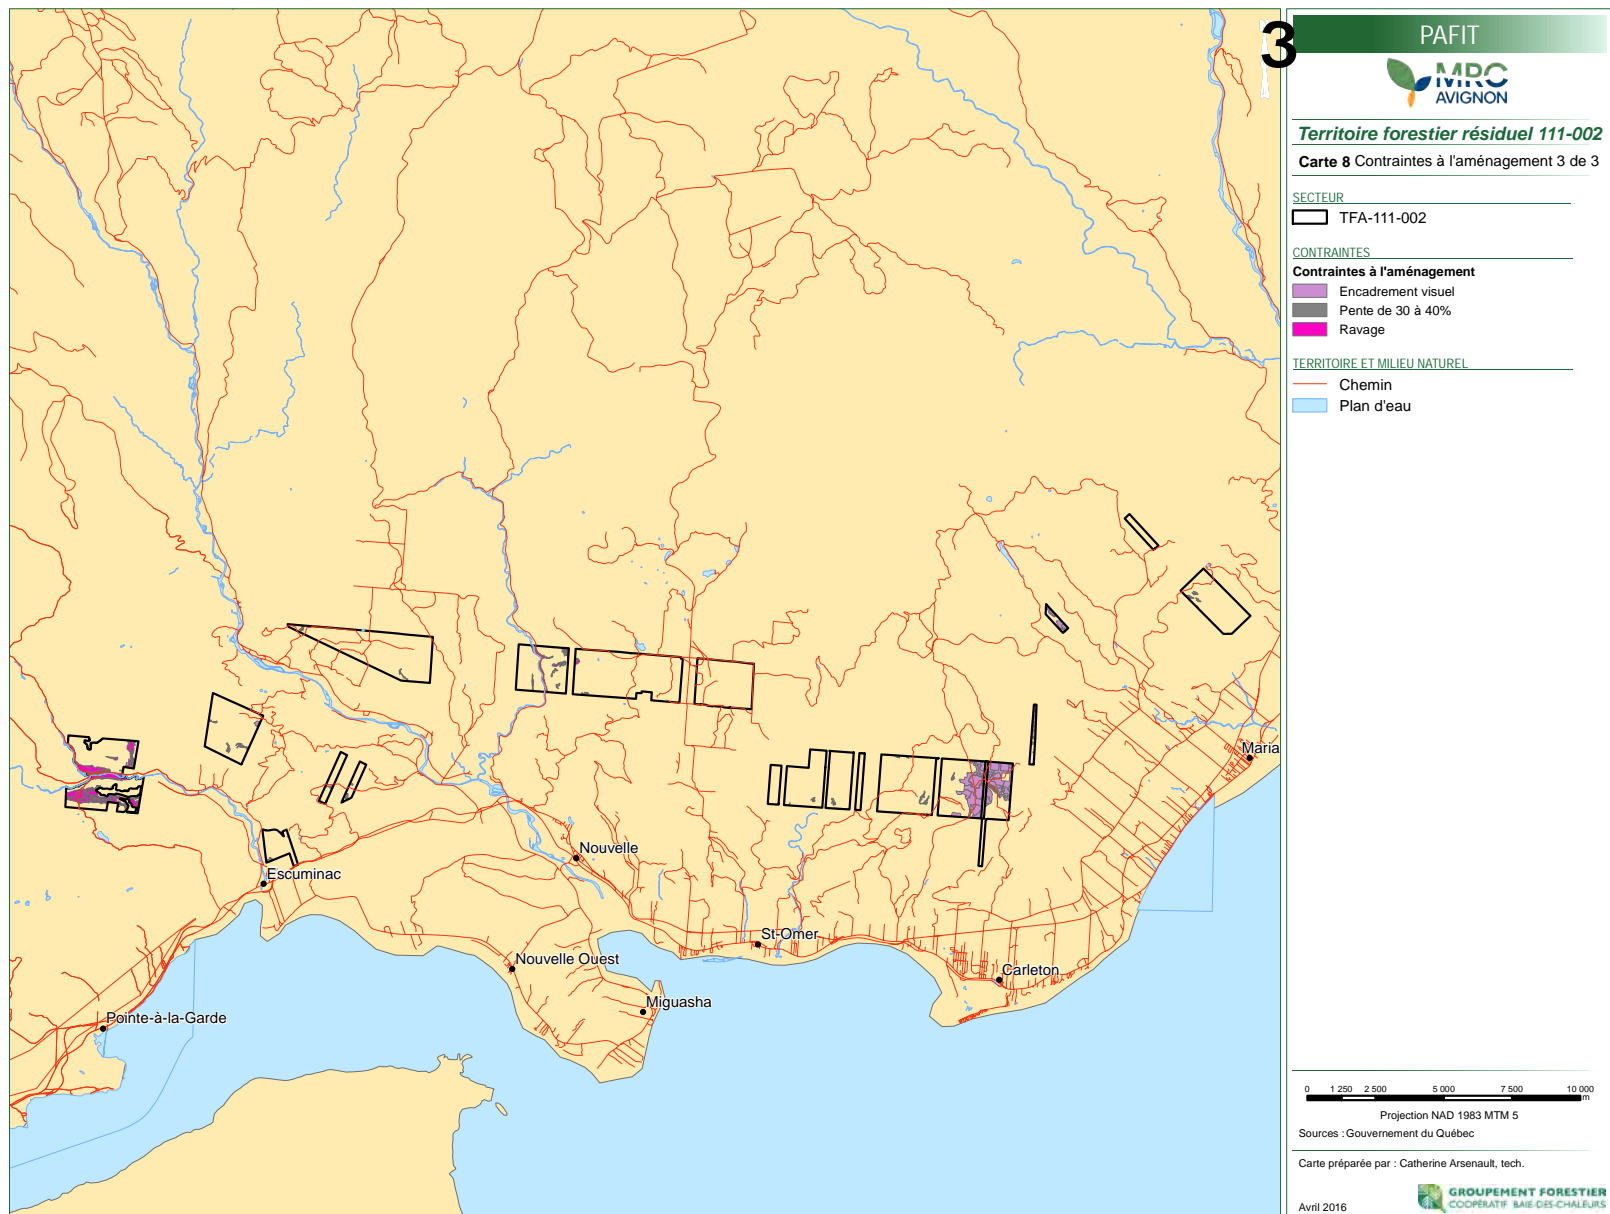 3
PAFIT
MRC
AVIGNON
Territoire forestier résiduel 111-002
Carte 8 Contraintes à l'aménagement 3 de 3
SECTEUR
TFA-111-002
CONTRAINTES
Contraintes à l'aménagement
Encadrement visuel
Pente de 30 à 40%
Ravage
TERRITOIRE ET MILIEU NATUREL
Chemin
Plan d'eau
Maria
Nouvelle
Escuminac
St-Omer
Nouvelle Ouest
Carleton
Miguasha
Pointe-à-la-Garde
0 1 250 2 500 5 000 7 500 10 000
m
Projection NAD 1983 MTM 5
Sources : Gouvernement du Québec
Carte préparée par : Catherine Arsenault, tech.
Avril 2016
GROUPEMENT FORESTIER
COOPÉRATIF BAIE-DES-CHALEURS